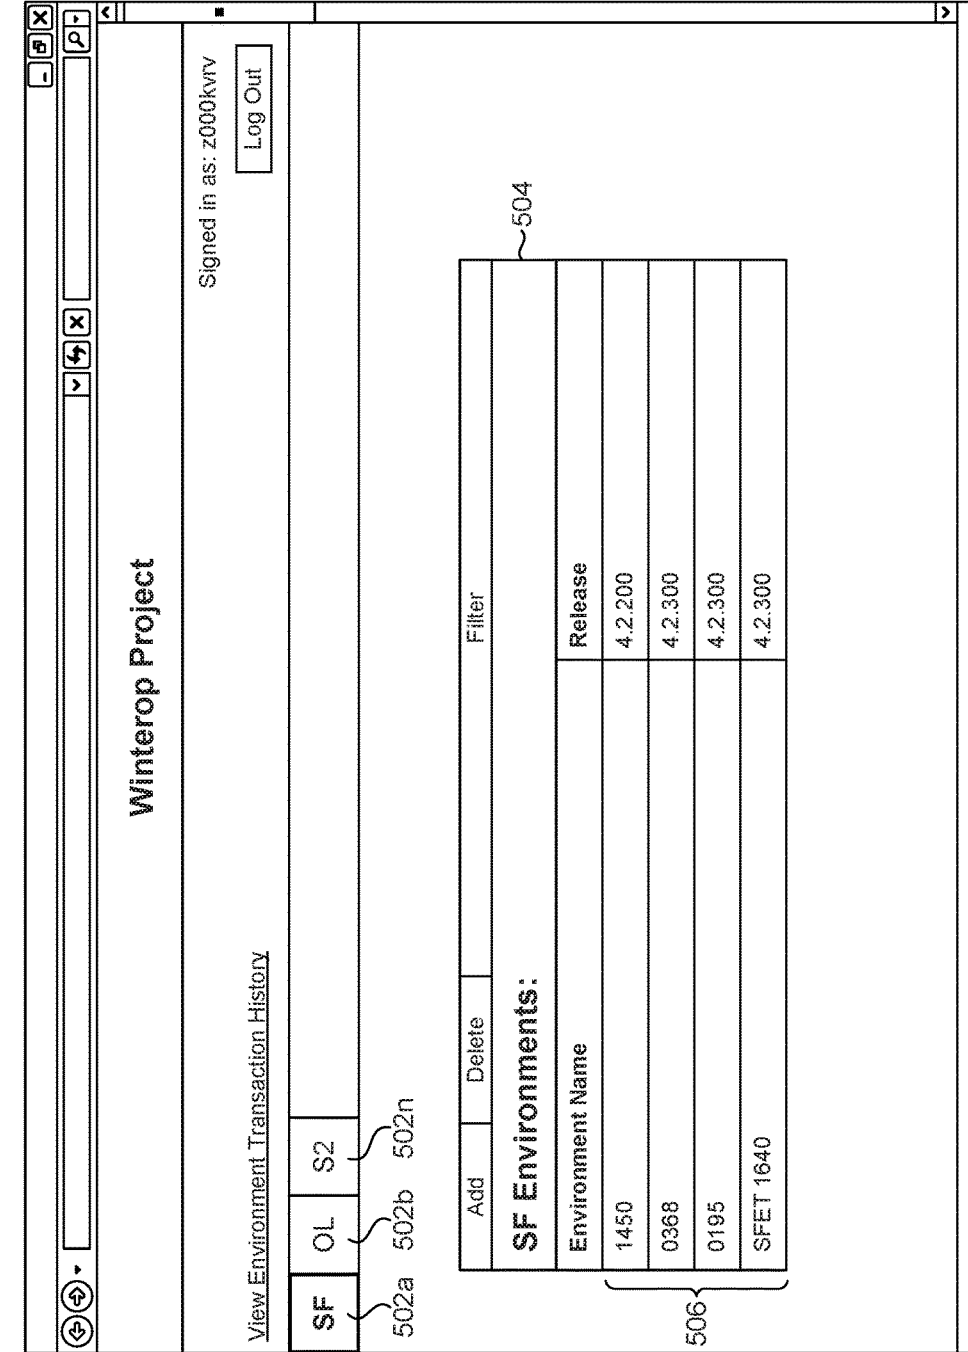 Winterop Project
Signed in as: z000kvrv
View Environment Transaction History
Log Out
SF
OL
S2
502a
502b
502n
504
Add
Delete
Filter
SF Environments:
Environment Name
Release
1450
4.2.200
0368
4.2.300
0195
4.2.300
SFET 1640
4.2.300
506